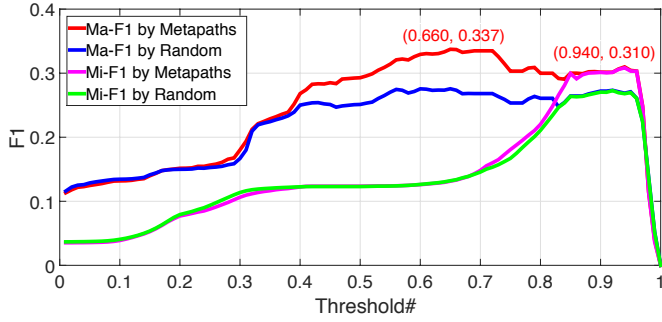 Ma-F1 by Metapaths
Ma-F1 by Random
Mi-F1 by Metapaths
Mi-F1 by Random
(0.660, 0.337)
(0.940, 0.310)
F1
0.4
0.3
0.2
0.1
0
0 0.1 0.2 0.3 0.4 0.5 0.6 0.7 0.8 0.9 1
Threshold#